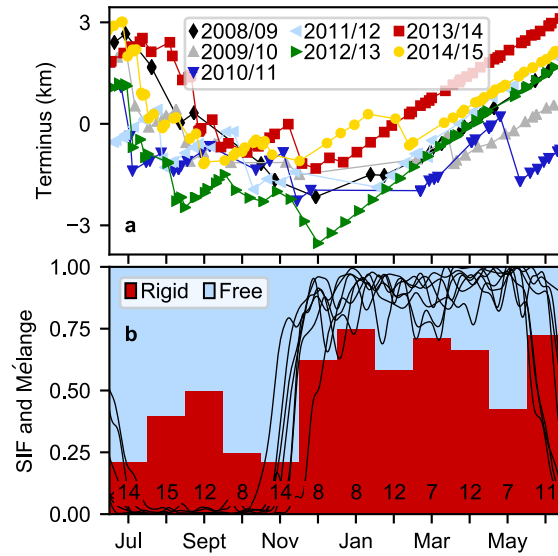 3
0
−3
Terminus (km)
2008/09
2009/10
2010/11
2011/12
2012/13
2013/14
2014/15
a
1.00
0.75
0.50
0.25
0.00
SIF and Mélange
Rigid
Free
b
14 15 12 8 14 8 8 12 7 12 7 11
Jul Sept Nov Jan Mar May